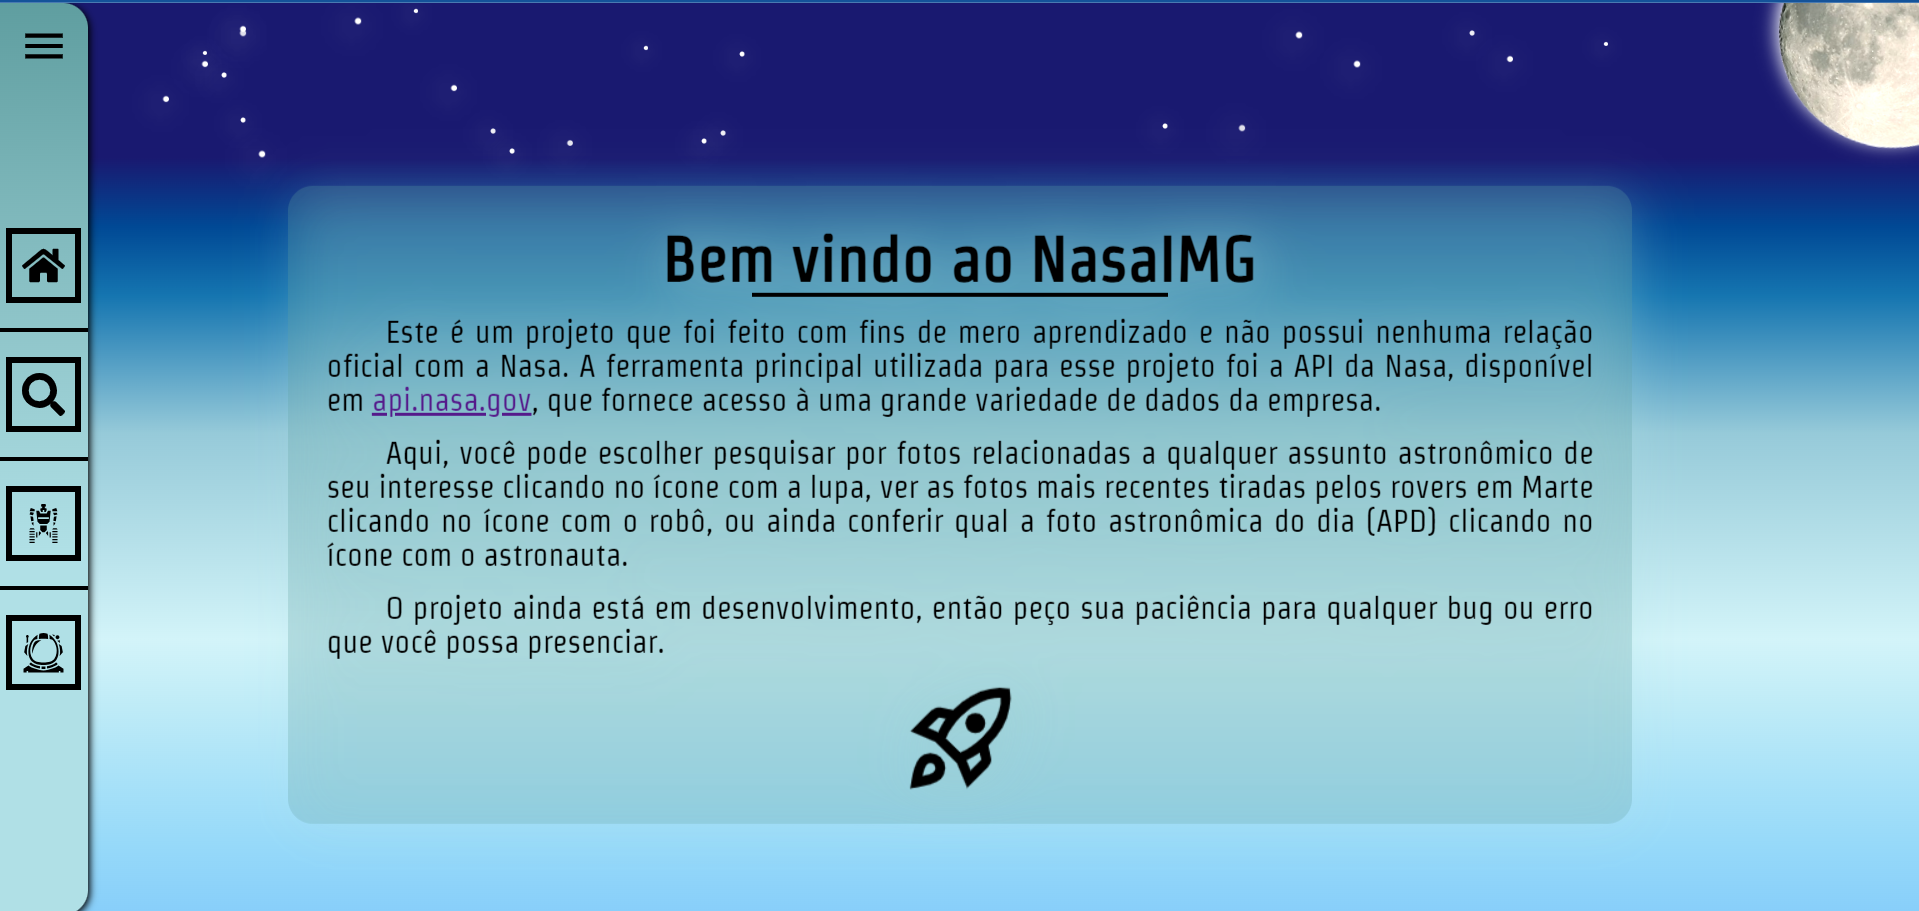 Bem vindo ao NasaIMG
Este é um projeto que foi feito com fins de mero aprendizado e não possui nenhuma relação
oficial com a Nasa. A ferramenta principal utilizada para esse projeto foi a API da Nasa, disponível
em api.nasa.gov, que fornece acesso à uma grande variedade de dados da empresa.
Aqui, você pode escolher pesquisar por fotos relacionadas a qualquer assunto astronômico de
seu interesse clicando no ícone com a lupa, ver as fotos mais recentes tiradas pelos rovers em Marte
clicando no ícone com o robô, ou ainda conferir qual a foto astronômica do dia (APD) clicando no
ícone com o astronauta.
O projeto ainda está em desenvolvimento, então peço sua paciência para qualquer bug ou erro
que você possa presenciar.